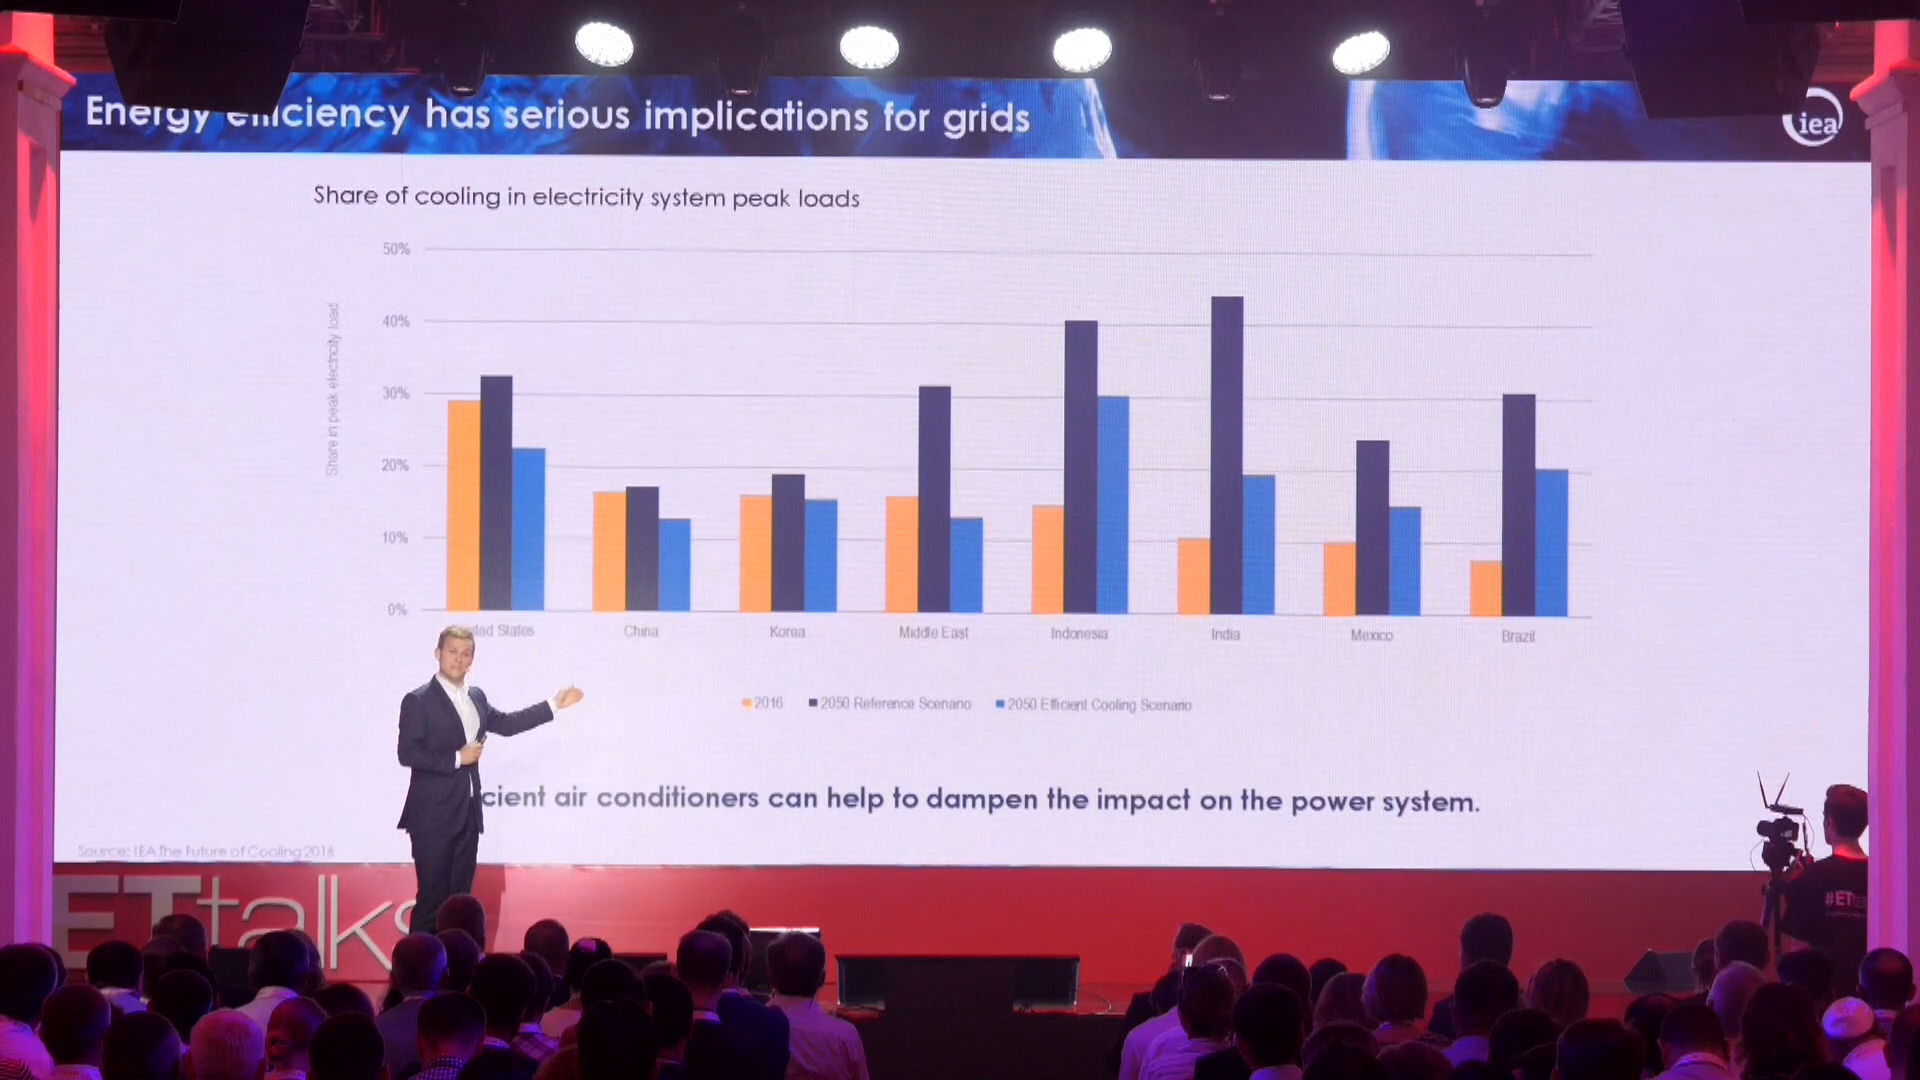 Energy efficiency has serious implications for grids
iea
Share of cooling in electricity system peak loads
Share in peak electricity load
50%
40%
30%
20%
10%
0%
United States China Korea Middle East Indonesia India Mexico Brazil
2016 2050 Reference Scenario 2050 Efficient Cooling Scenario
cient air conditioners can help to dampen the impact on the power system.
Source: IEA The Future of Cooling 2018
ETtalks
#ET